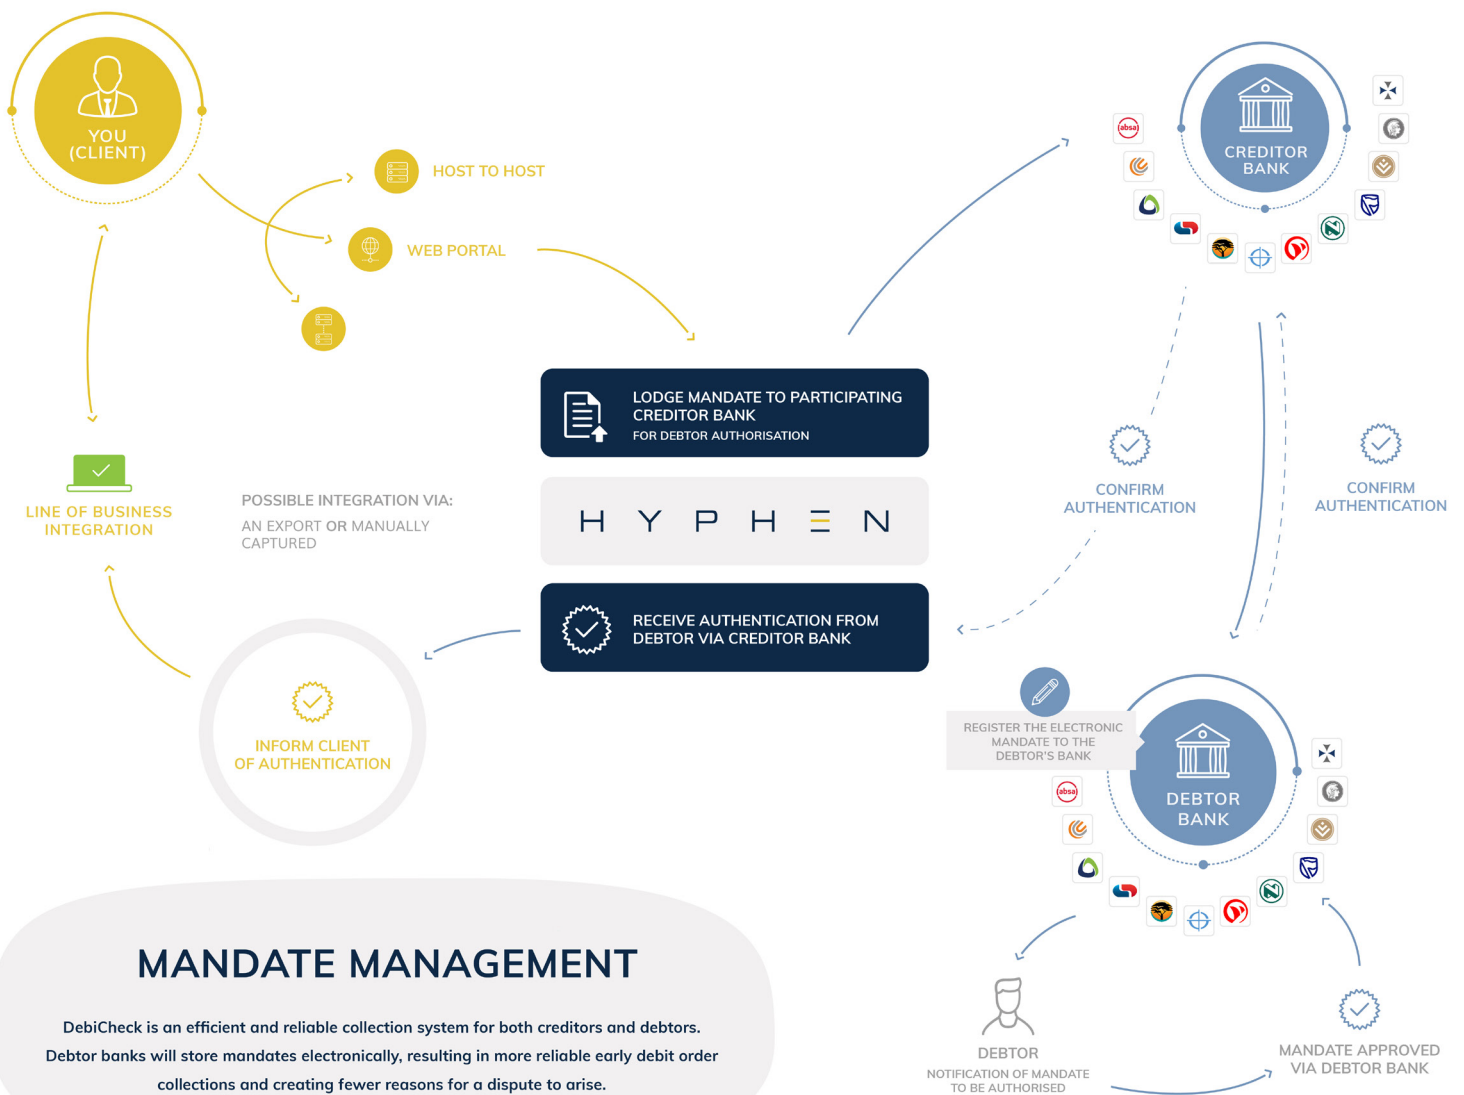 YOU
(CLIENT)
HOST TO HOST
WEB PORTAL
CREDITOR
BANK
absa
LODGE MANDATE TO PARTICIPATING
CREDITOR BANK
FOR DEBTOR AUTHORISATION
HYPHEN
RECEIVE AUTHENTICATION FROM
DEBTOR VIA CREDITOR BANK
LINE OF BUSINESS
INTEGRATION
POSSIBLE INTEGRATION VIA:
AN EXPORT OR MANUALLY
CAPTURED
INFORM CLIENT
OF AUTHENTICATION
CONFIRM
AUTHENTICATION
CONFIRM
AUTHENTICATION
REGISTER THE ELECTRONIC
MANDATE TO THE
DEBTOR'S BANK
DEBTOR
BANK
absa
DEBTOR
NOTIFICATION OF MANDATE
TO BE AUTHORISED
MANDATE APPROVED
VIA DEBTOR BANK
MANDATE MANAGEMENT
DebiCheck is an efficient and reliable collection system for both creditors and debtors.
Debtor banks will store mandates electronically, resulting in more reliable early debit order
collections and creating fewer reasons for a dispute to arise.